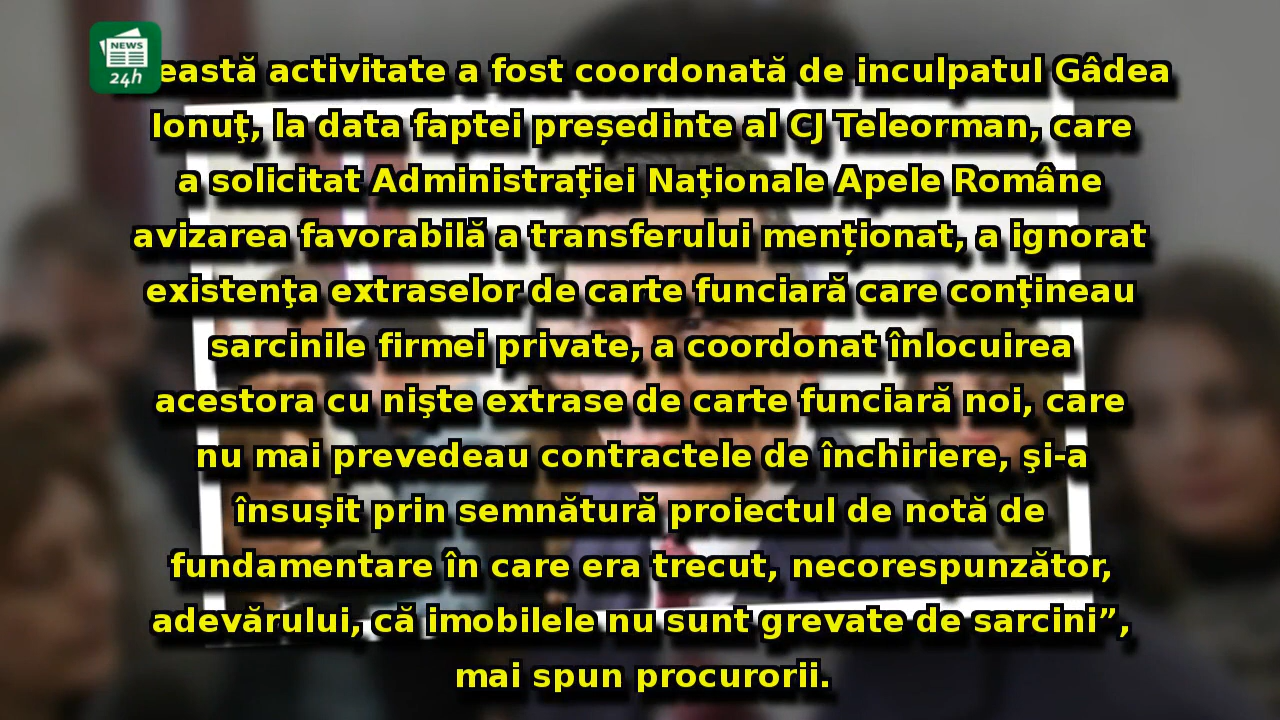 NEWS
24h
eastă activitate a fost coordonată de inculpatul Gâdea
Ionuţ, la data faptei președinte al CJ Teleorman, care
a solicitat Administraţiei Naţionale Apele Române
avizarea favorabilă a transferului menționat, a ignorat
existenţa extraselor de carte funciară care conţineau
sarcinile firmei private, a coordonat înlocuirea
acestora cu nişte extrase de carte funciară noi, care
nu mai prevedeau contractele de închiriere, şi-a
însuşit prin semnătură proiectul de notă de
fundamentare în care era trecut, necorespunzător,
adevărului, că imobilele nu sunt grevate de sarcini”,
mai spun procurorii.